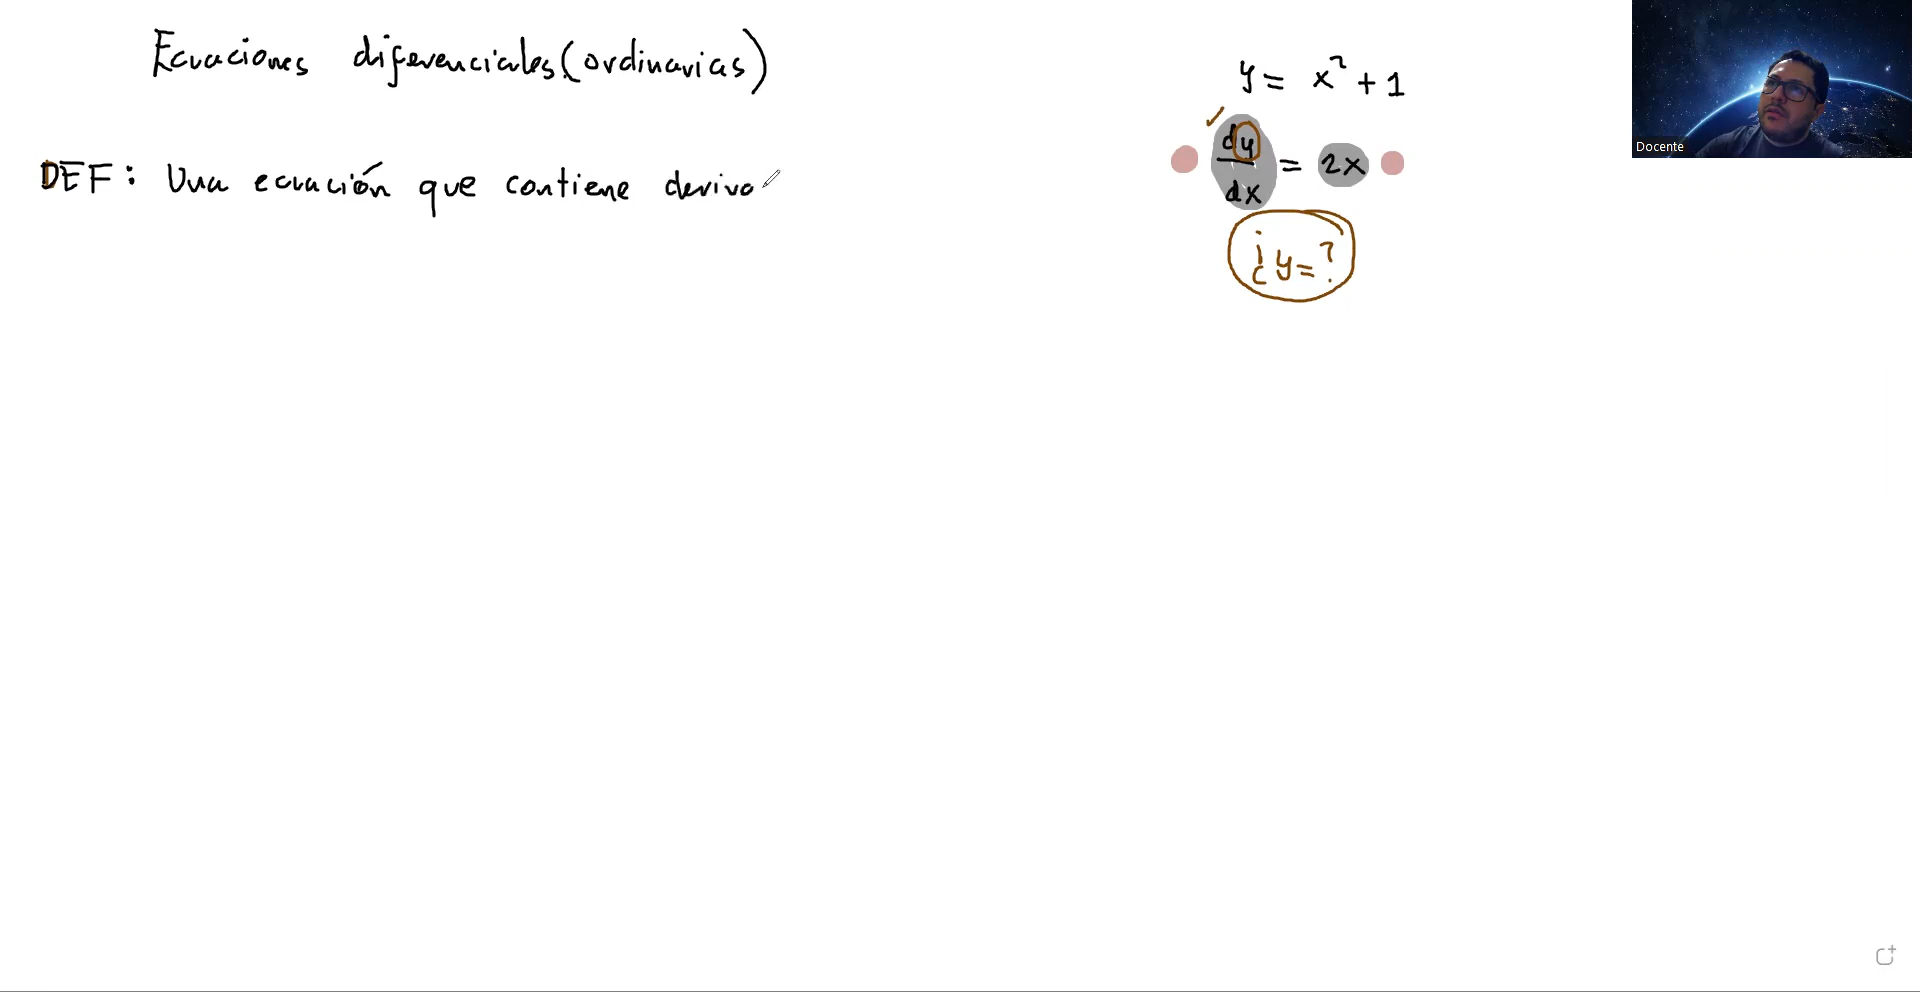 Ecuaciones diferenciales (ordinarias)
DEF: Una ecuación que contiene deriva
y = x² + 1
dy/dx = 2x
¿y=?
Docente